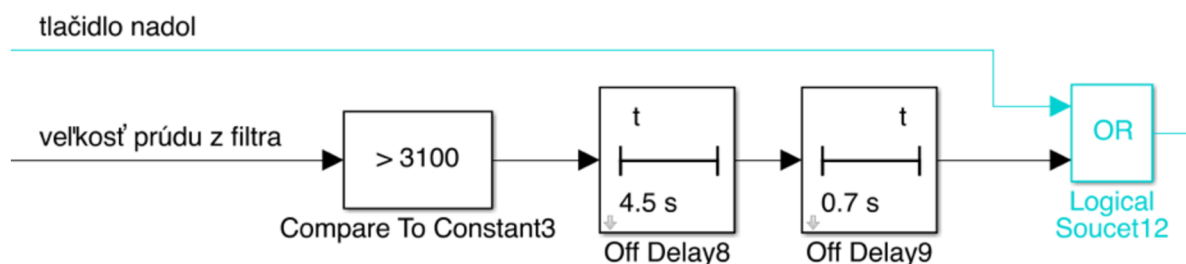 tlačidlo nadol
veľkosť prúdu z filtra
> 3100
Compare To Constant3
t
4.5 s
Off Delay8
t
0.7 s
Off Delay9
OR
Logical
Soucet12